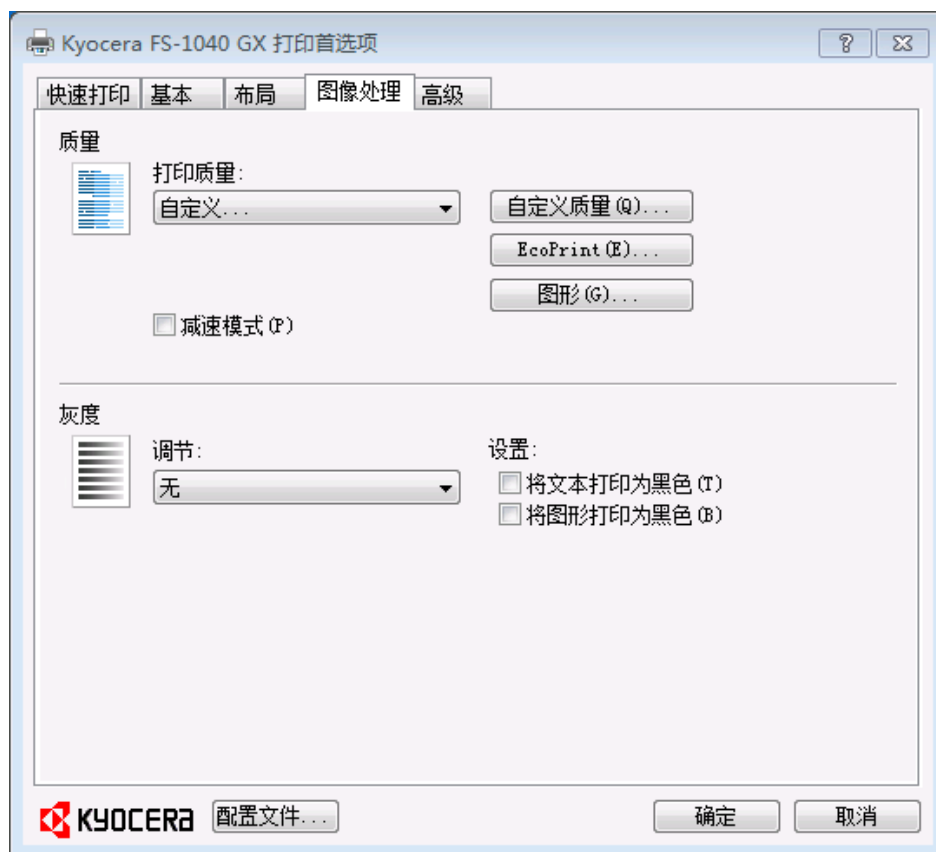 Kyocera FS-1040 GX 打印首选项
快速打印 基本 布局 图像处理 高级
质量
打印质量:
自定义...
自定义质量(Q)...
EcoPrint(E)...
图形(G)...
减速模式(P)
灰度
调节:
无
设置:
将文本打印为黑色(T)
将图形打印为黑色(B)
KYOCERA 配置文件... 确定 取消